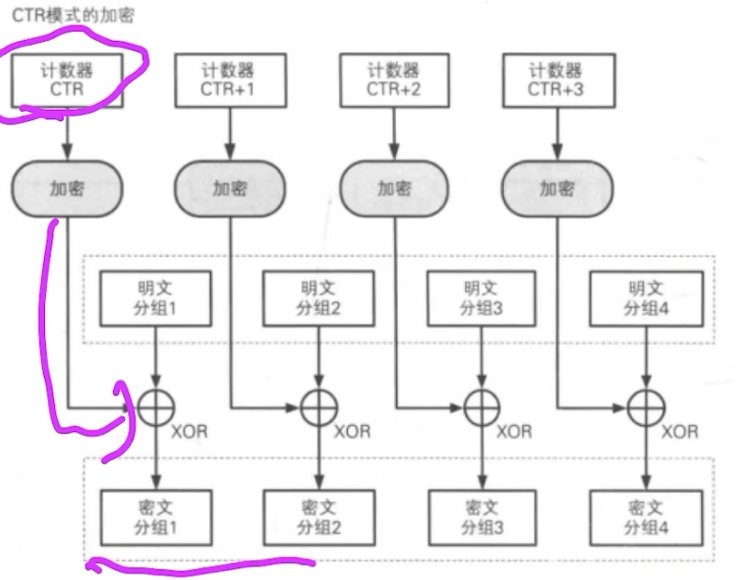 CTR模式的加密
计数器 计数器 计数器 计数器
CTR CTR+1 CTR+2 CTR+3
加密 加密 加密 加密
明文 明文 明文 明文
分组1 分组2 分组3 分组4
XOR XOR XOR XOR
密文 密文 密文 密文
分组1 分组2 分组3 分组4